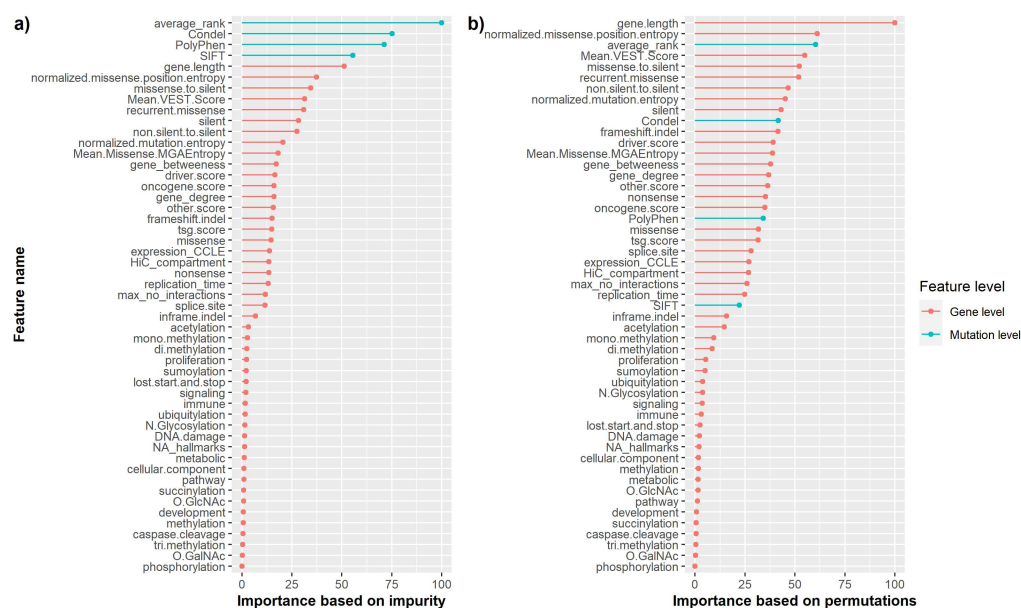 a)
average_rank
Condel
PolyPhen
SIFT
gene.length
normalized.missense.position.entropy
missense.to.silent
Mean.VEST.Score
recurrent.missense
silent
non.silent.to.silent
normalized.mutation.entropy
Mean.Missense.MGAEntropy
gene_betweeness
driver.score
oncogene.score
gene_degree
other.score
frameshift.indel
tsg.score
missense
expression_CCLE
HiC_compartment
nonsense
replication_time
max_no_interactions
splice.site
inframe.indel
acetylation
mono.methylation
di.methylation
proliferation
sumoylation
lost.start.and.stop
signaling
immune
ubiquitylation
N.Glycosylation
DNA.damage
NA_hallmarks
metabolic
cellular.component
pathway
succinylation
O.GlcNAc
development
methylation
caspase.cleavage
tri.methylation
O.GalNAc
phosphorylation
0 25 50 75 100
Importance based on impurity
Feature name
b)
gene.length
normalized.missense.position.entropy
average_rank
Mean.VEST.Score
missense.to.silent
recurrent.missense
non.silent.to.silent
normalized.mutation.entropy
silent
Condel
frameshift.indel
driver.score
Mean.Missense.MGAEntropy
gene_betweeness
gene_degree
other.score
nonsense
oncogene.score
PolyPhen
missense
tsg.score
splice.site
expression_CCLE
HiC_compartment
max_no_interactions
replication_time
SIFT
inframe.indel
acetylation
mono.methylation
di.methylation
proliferation
sumoylation
ubiquitylation
N.Glycosylation
signaling
immune
lost.start.and.stop
DNA.damage
NA_hallmarks
cellular.component
methylation
metabolic
O.GlcNAc
pathway
development
succinylation
caspase.cleavage
tri.methylation
O.GalNAc
phosphorylation
0 25 50 75 100
Importance based on permutations
Feature level
Gene level
Mutation level